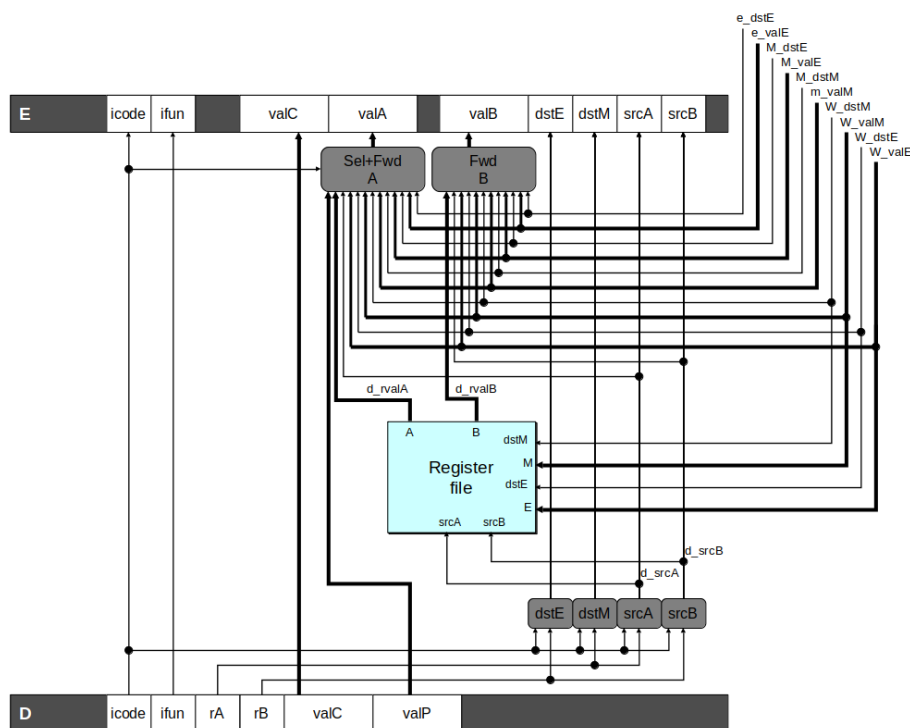 e_dstE
e_valE
M_dstE
M_valE
M_dstM
m_valM
W_dstM
W_valM
W_dstE
W_valE
E icode ifun valC valA valB dstE dstM srcA srcB
Sel+Fwd
A
Fwd
B
d_rvalA
d_rvalB
A
B
dstM
M
Register
file
dstE
E
srcA
srcB
d_srcB
d_srcA
dstE dstM srcA srcB
D icode ifun rA rB valC valP